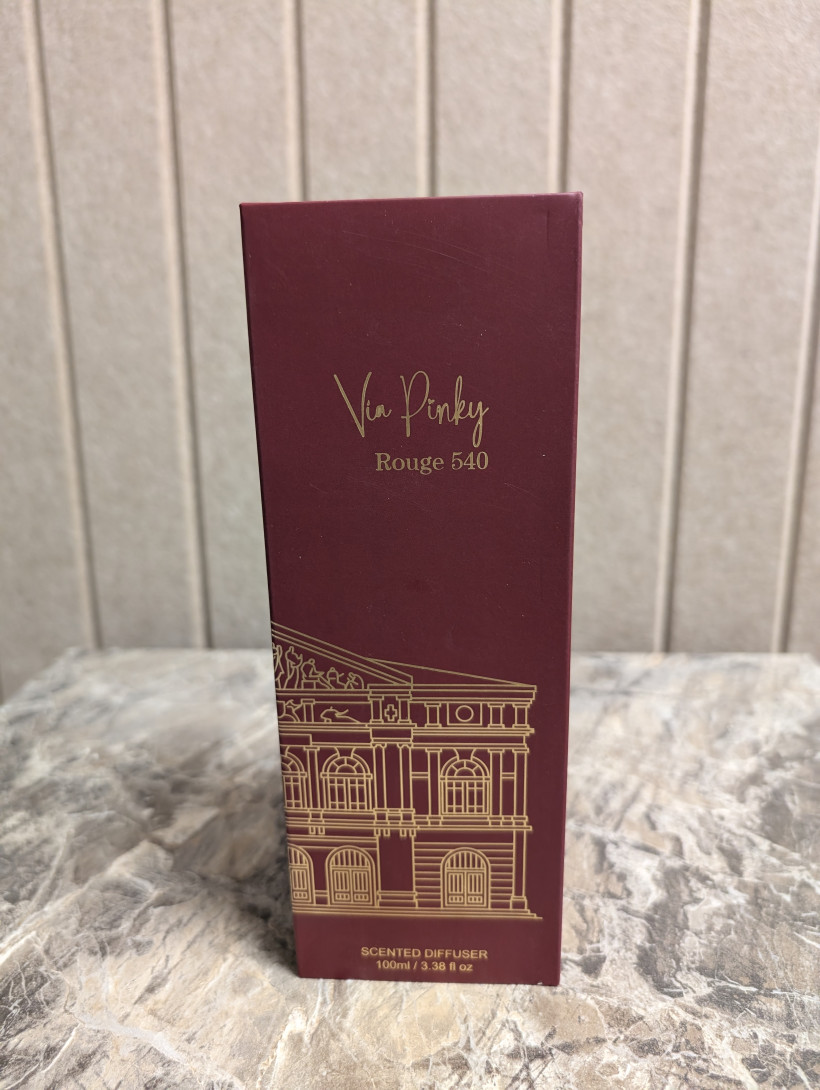 Via Pinky
Rouge 540
SCENTED DIFFUSER
100ml / 3.38 fl oz